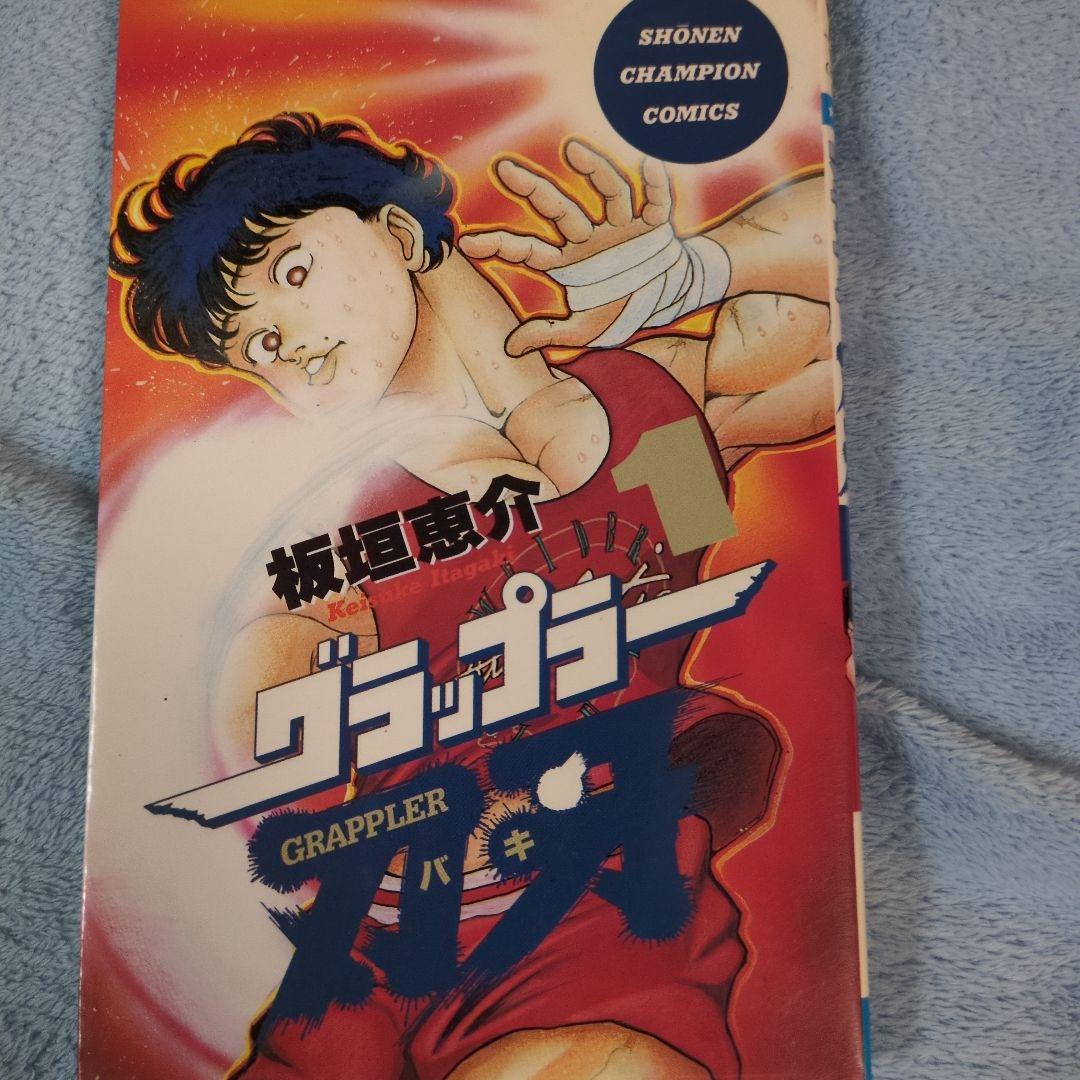 SHŌNEN
CHAMPION
COMICS
1
板垣恵介
Keisuke Itagaki
グラップラー
刃牙
GRAPPLER
バキ